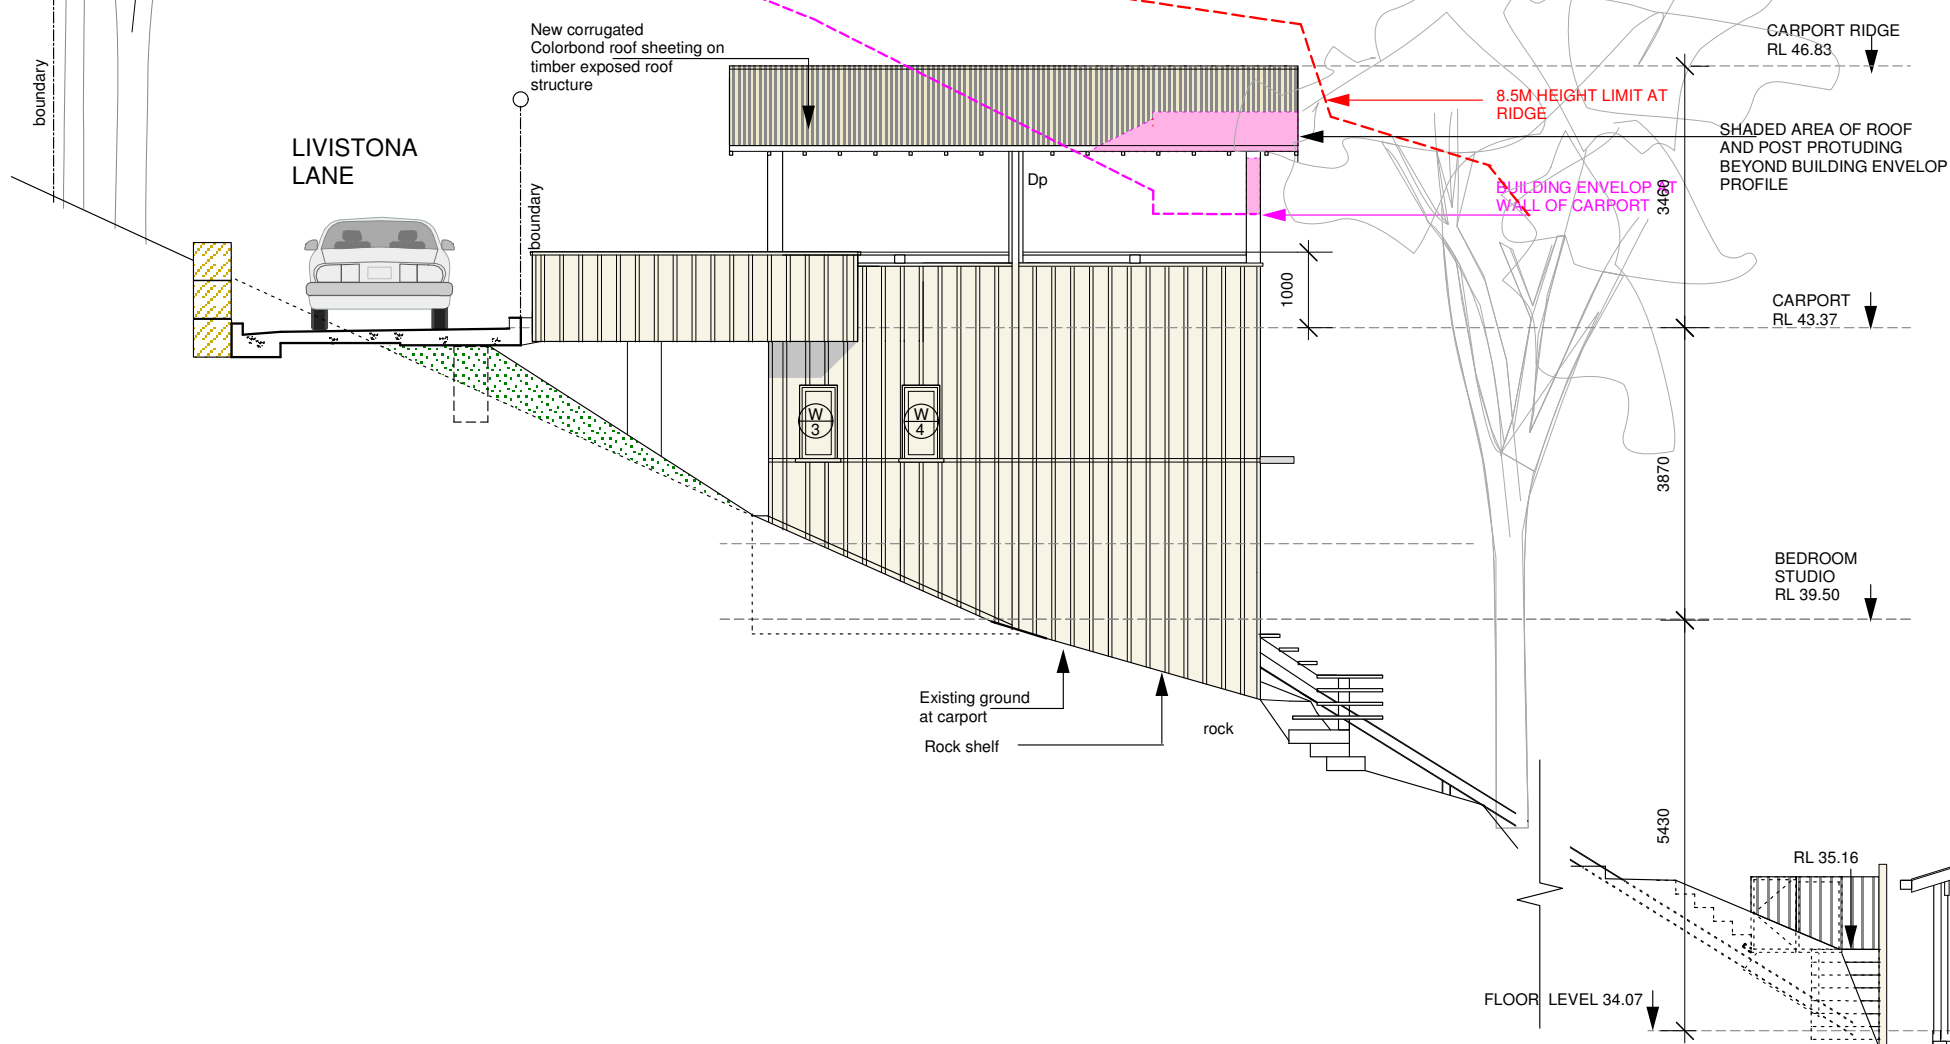 New corrugated
Colorbond roof sheeting on
timber exposed roof
structure
CARPORT RIDGE
RL 46.83
boundary
8.5M HEIGHT LIMIT AT
RIDGE
SHADED AREA OF ROOF
AND POST PROTUDING
BEYOND BUILDING ENVELOP
PROFILE
LIVISTONA
LANE
boundary
Dp
BUILDING ENVELOP AT
WALL OF CARPORT
3460
1000
CARPORT
RL 43.37
W
3
W
4
3870
BEDROOM
STUDIO
RL 39.50
Existing ground
at carport
Rock shelf
rock
5430
RL 35.16
FLOOR LEVEL 34.07